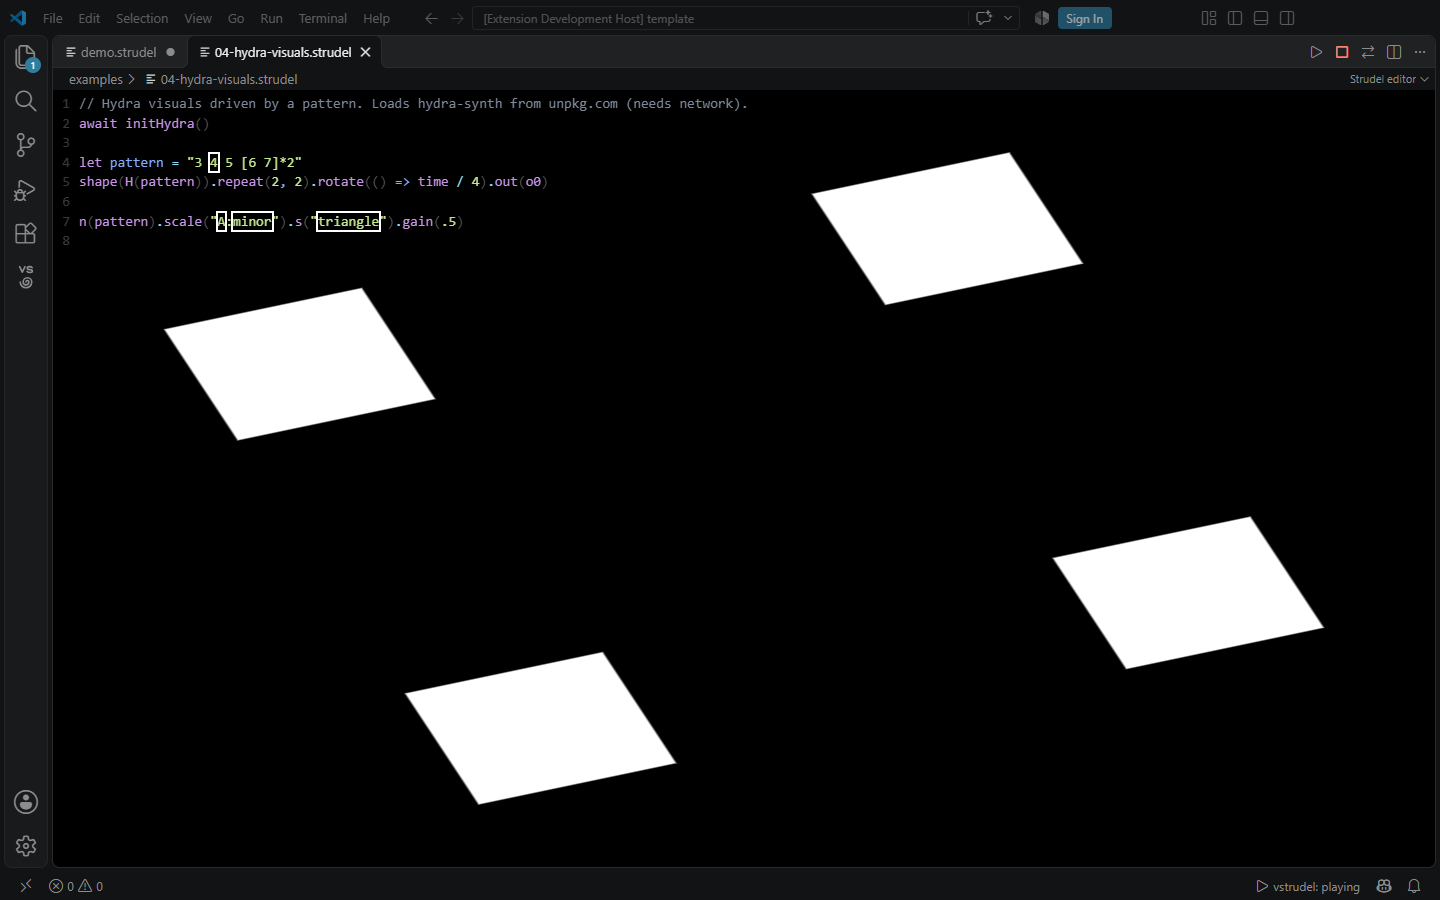 File Edit Selection View Go Run Terminal Help
[Extension Development Host] template
Sign In
demo.strudel
04-hydra-visuals.strudel
examples > 04-hydra-visuals.strudel
Strudel editor
1
VS
1 // Hydra visuals driven by a pattern. Loads hydra-synth from unpkg.com (needs network).
2 await initHydra()
3
4 let pattern = "3 4 5 [6 7]*2"
5 shape(H(pattern)).repeat(2, 2).rotate(() => time / 4).out(o0)
6
7 n(pattern).scale("A:minor").s("triangle").gain(.5)
8
0 0
vstrudel: playing